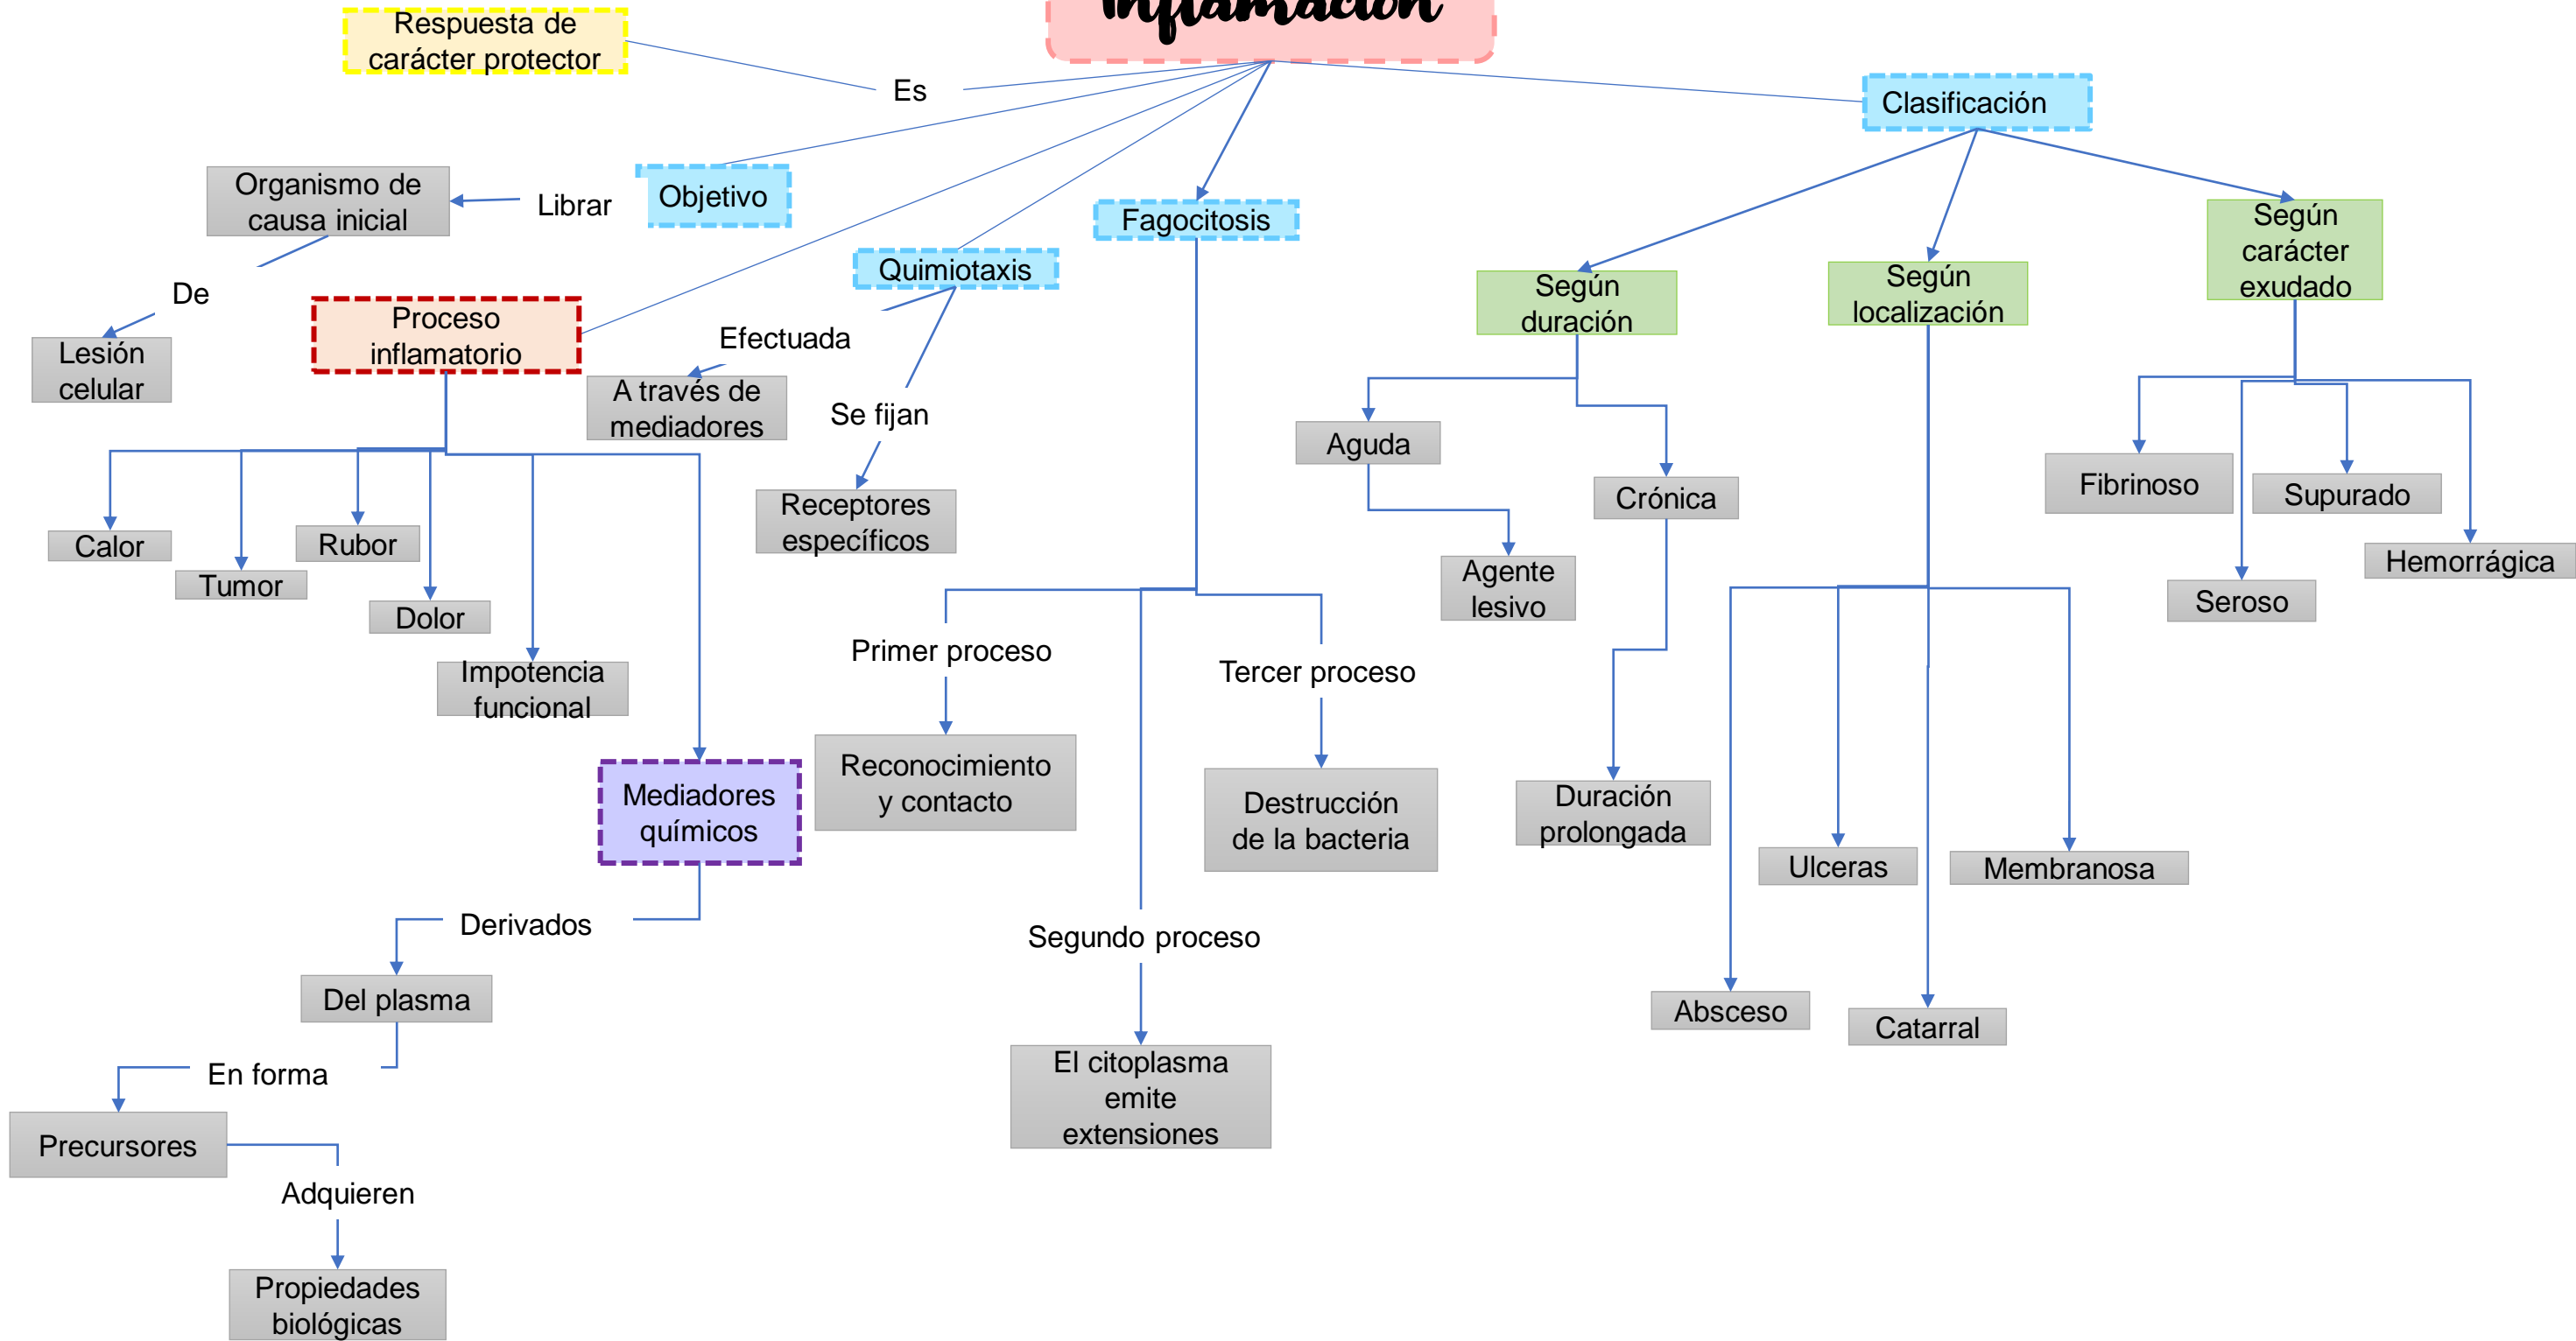 Inflamación
Respuesta de
carácter protector
Es
Clasificación
Organismo de
causa inicial
Librar
Objetivo
Fagocitosis
Según
carácter
exudado
Quimiotaxis
Según
duración
Según
localización
De
Proceso
inflamatorio
Efectuada
Lesión
celular
A través de
mediadores
Se fijan
Aguda
Crónica
Fibrinoso
Supurado
Receptores
específicos
Calor
Rubor
Tumor
Dolor
Hemorrágica
Agente
lesivo
Seroso
Impotencia
funcional
Primer proceso
Tercer proceso
Mediadores
químicos
Reconocimiento
y contacto
Destrucción
de la bacteria
Duración
prolongada
Ulceras
Membranosa
Derivados
Segundo proceso
Del plasma
Absceso
Catarral
En forma
El citoplasma
emite
extensiones
Precursores
Adquieren
Propiedades
biológicas